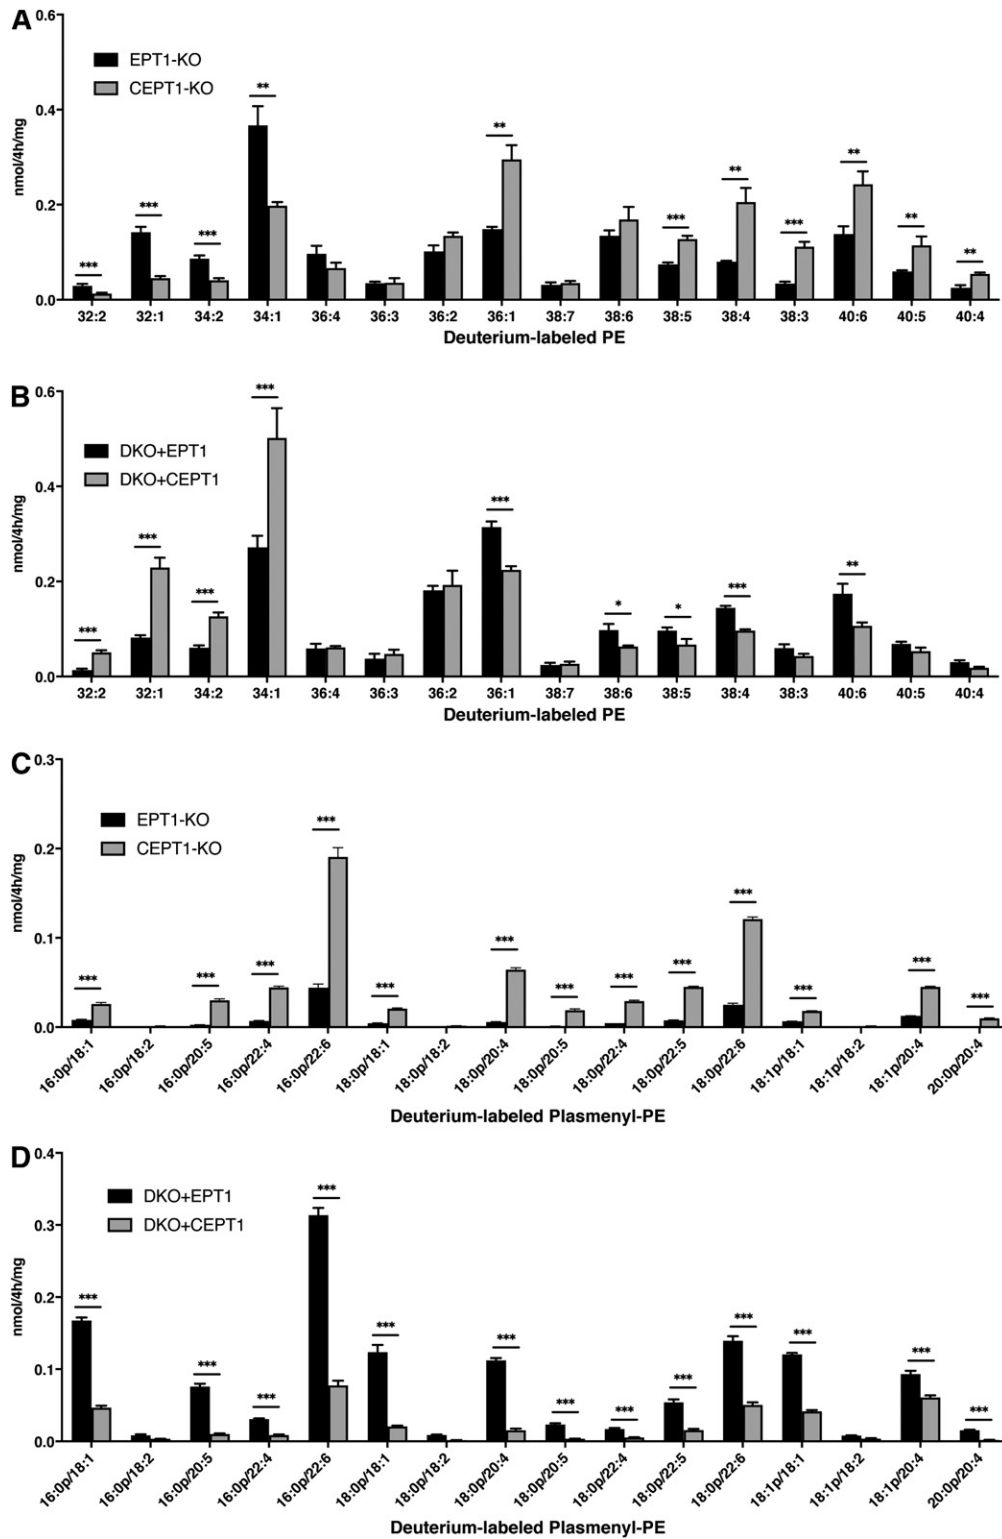 A
0.6
EPT1-KO
CEPT1-KO
**
**
0.4
nmol/4h/mg
***
***
***
**
***
***
**
**
**
0.2
0.0
32:2 32:1 34:2 34:1 36:4 36:3 36:2 36:1 38:7 38:6 38:5 38:4 38:3 40:6 40:5 40:4
Deuterium-labeled PE
B
0.6
***
DKO+EPT1
DKO+CEPT1
0.4
nmol/4h/mg
***
***
***
***
*
*
***
**
0.2
0.0
32:2 32:1 34:2 34:1 36:4 36:3 36:2 36:1 38:7 38:6 38:5 38:4 38:3 40:6 40:5 40:4
Deuterium-labeled PE
C
0.3
EPT1-KO
CEPT1-KO
***
0.2
nmol/4h/mg
***
***
***
***
***
***
***
***
***
***
***
***
0.1
0.0
16:0p/18:1 16:0p/18:2 16:0p/20:5 16:0p/22:4 16:0p/22:6 18:0p/18:1 18:0p/18:2 18:0p/20:4 18:0p/20:5 18:0p/22:4 18:0p/22:5 18:0p/22:6 18:1p/18:1 18:1p/18:2 18:1p/20:4 20:0p/20:4
Deuterium-labeled Plasmenyl-PE
D
0.4
DKO+EPT1
DKO+CEPT1
***
0.3
nmol/4h/mg
***
***
***
***
***
***
***
***
***
***
***
***
0.2
0.1
0.0
16:0p/18:1 16:0p/18:2 16:0p/20:5 16:0p/22:4 16:0p/22:6 18:0p/18:1 18:0p/18:2 18:0p/20:4 18:0p/20:5 18:0p/22:4 18:0p/22:5 18:0p/22:6 18:1p/18:1 18:1p/18:2 18:1p/20:4 20:0p/20:4
Deuterium-labeled Plasmenyl-PE